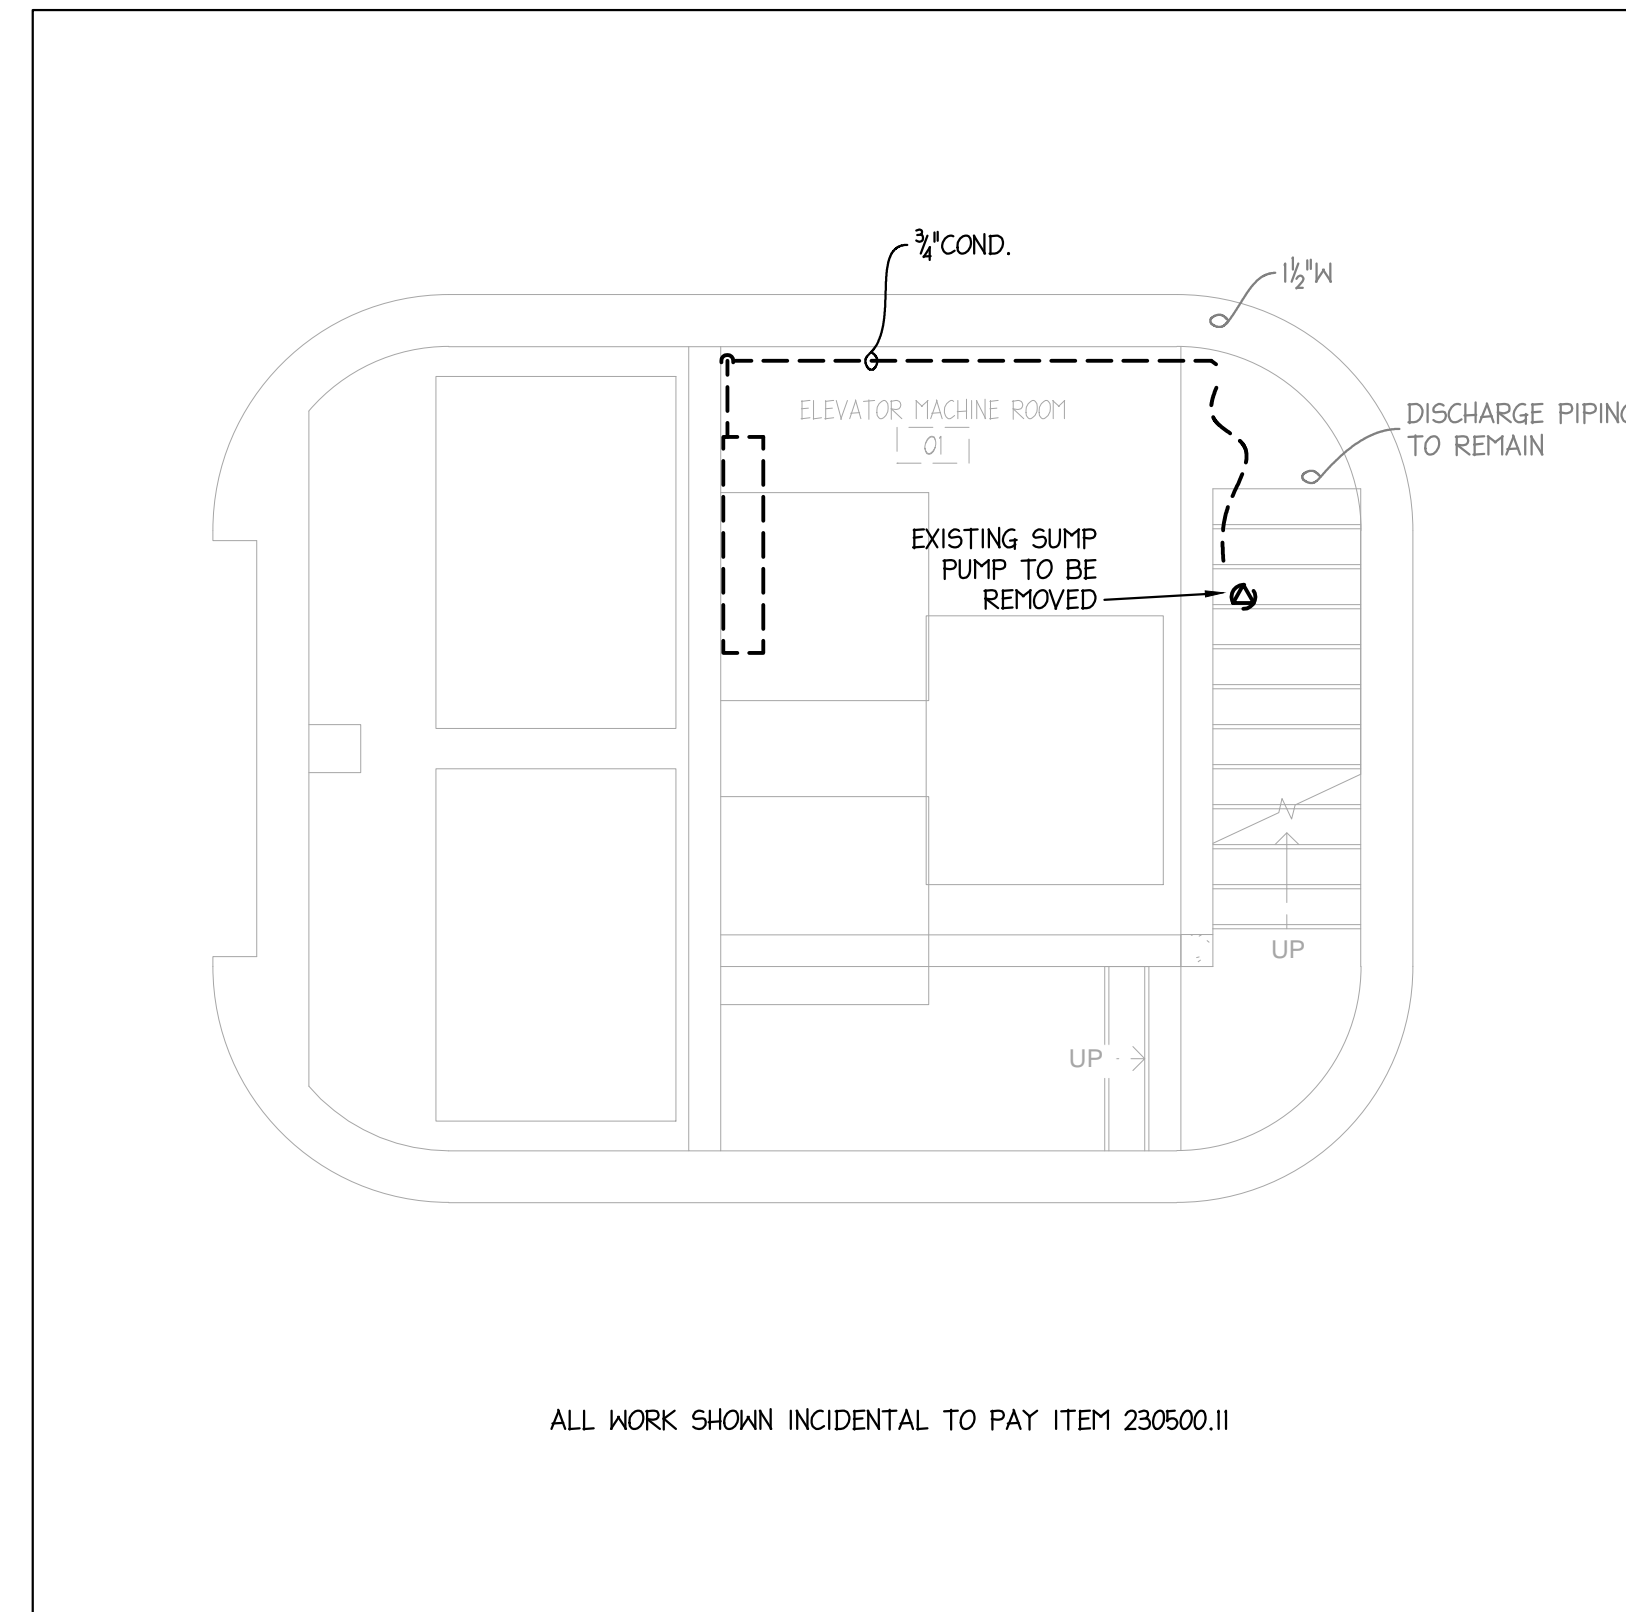 ¾"COND.
1½"W
ELEVATOR MACHINE ROOM
01
DISCHARGE PIPING
TO REMAIN
EXISTING SUMP
PUMP TO BE
REMOVED
UP
UP
ALL WORK SHOWN INCIDENTAL TO PAY ITEM 230500.11